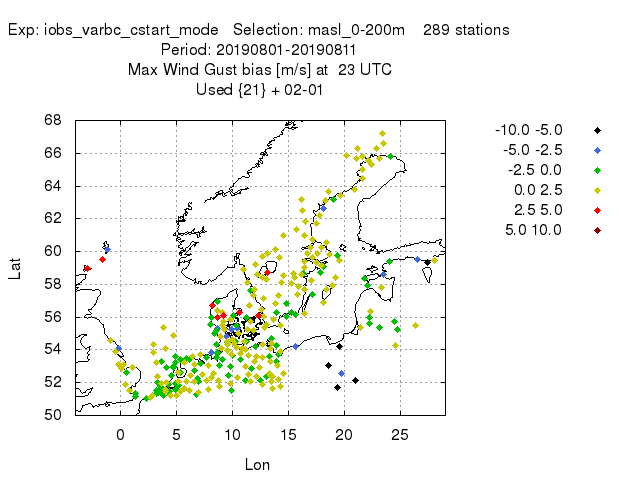 Exp: iobs_varbc_cstart_mode   Selection: masl_0-200m    289 stations
Period: 20190801-20190811
Max Wind Gust bias [m/s] at  23 UTC
Used {21} + 02-01
68
66
64
62
60
58
56
54
52
50
0 5 10 15 20 25
Lat
Lon
-10.0 -5.0
-5.0 -2.5
-2.5 0.0
0.0 2.5
2.5 5.0
5.0 10.0